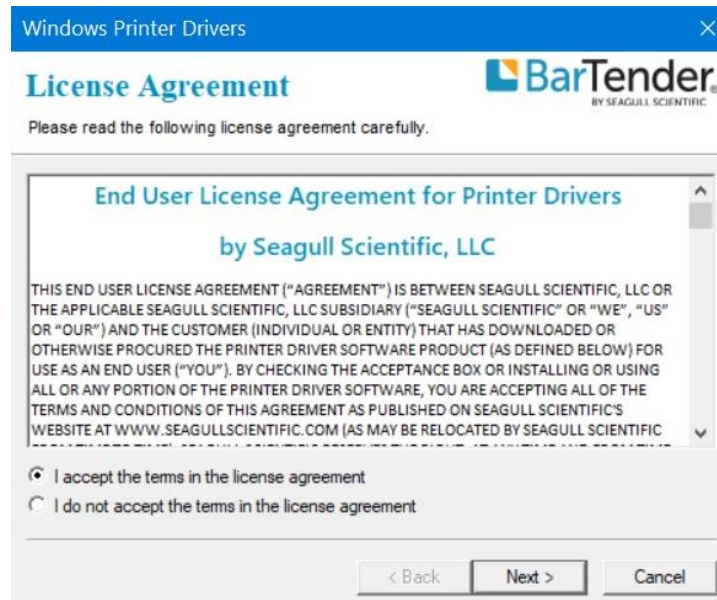 Windows Printer Drivers
License Agreement
BarTender®
BY SEAGULL SCIENTIFIC
Please read the following license agreement carefully.
End User License Agreement for Printer Drivers
by Seagull Scientific, LLC
THIS END USER LICENSE AGREEMENT (“AGREEMENT”) IS BETWEEN SEAGULL SCIENTIFIC, LLC OR
THE APPLICABLE SEAGULL SCIENTIFIC, LLC SUBSIDIARY (“SEAGULL SCIENTIFIC” OR “WE”, “US”
OR “OUR”) AND THE CUSTOMER (INDIVIDUAL OR ENTITY) THAT HAS DOWNLOADED OR
OTHERWISE PROCURED THE PRINTER DRIVER SOFTWARE PRODUCT (AS DEFINED BELOW) FOR
USE AS AN END USER (“YOU”). BY CHECKING THE ACCEPTANCE BOX OR INSTALLING OR USING
ALL OR ANY PORTION OF THE PRINTER DRIVER SOFTWARE, YOU ARE ACCEPTING ALL OF THE
TERMS AND CONDITIONS OF THIS AGREEMENT AS PUBLISHED ON SEAGULL SCIENTIFIC’S
WEBSITE AT WWW.SEAGULLSCIENTIFIC.COM (AS MAY BE RELOCATED BY SEAGULL SCIENTIFIC
I accept the terms in the license agreement
I do not accept the terms in the license agreement
< Back
Next >
Cancel